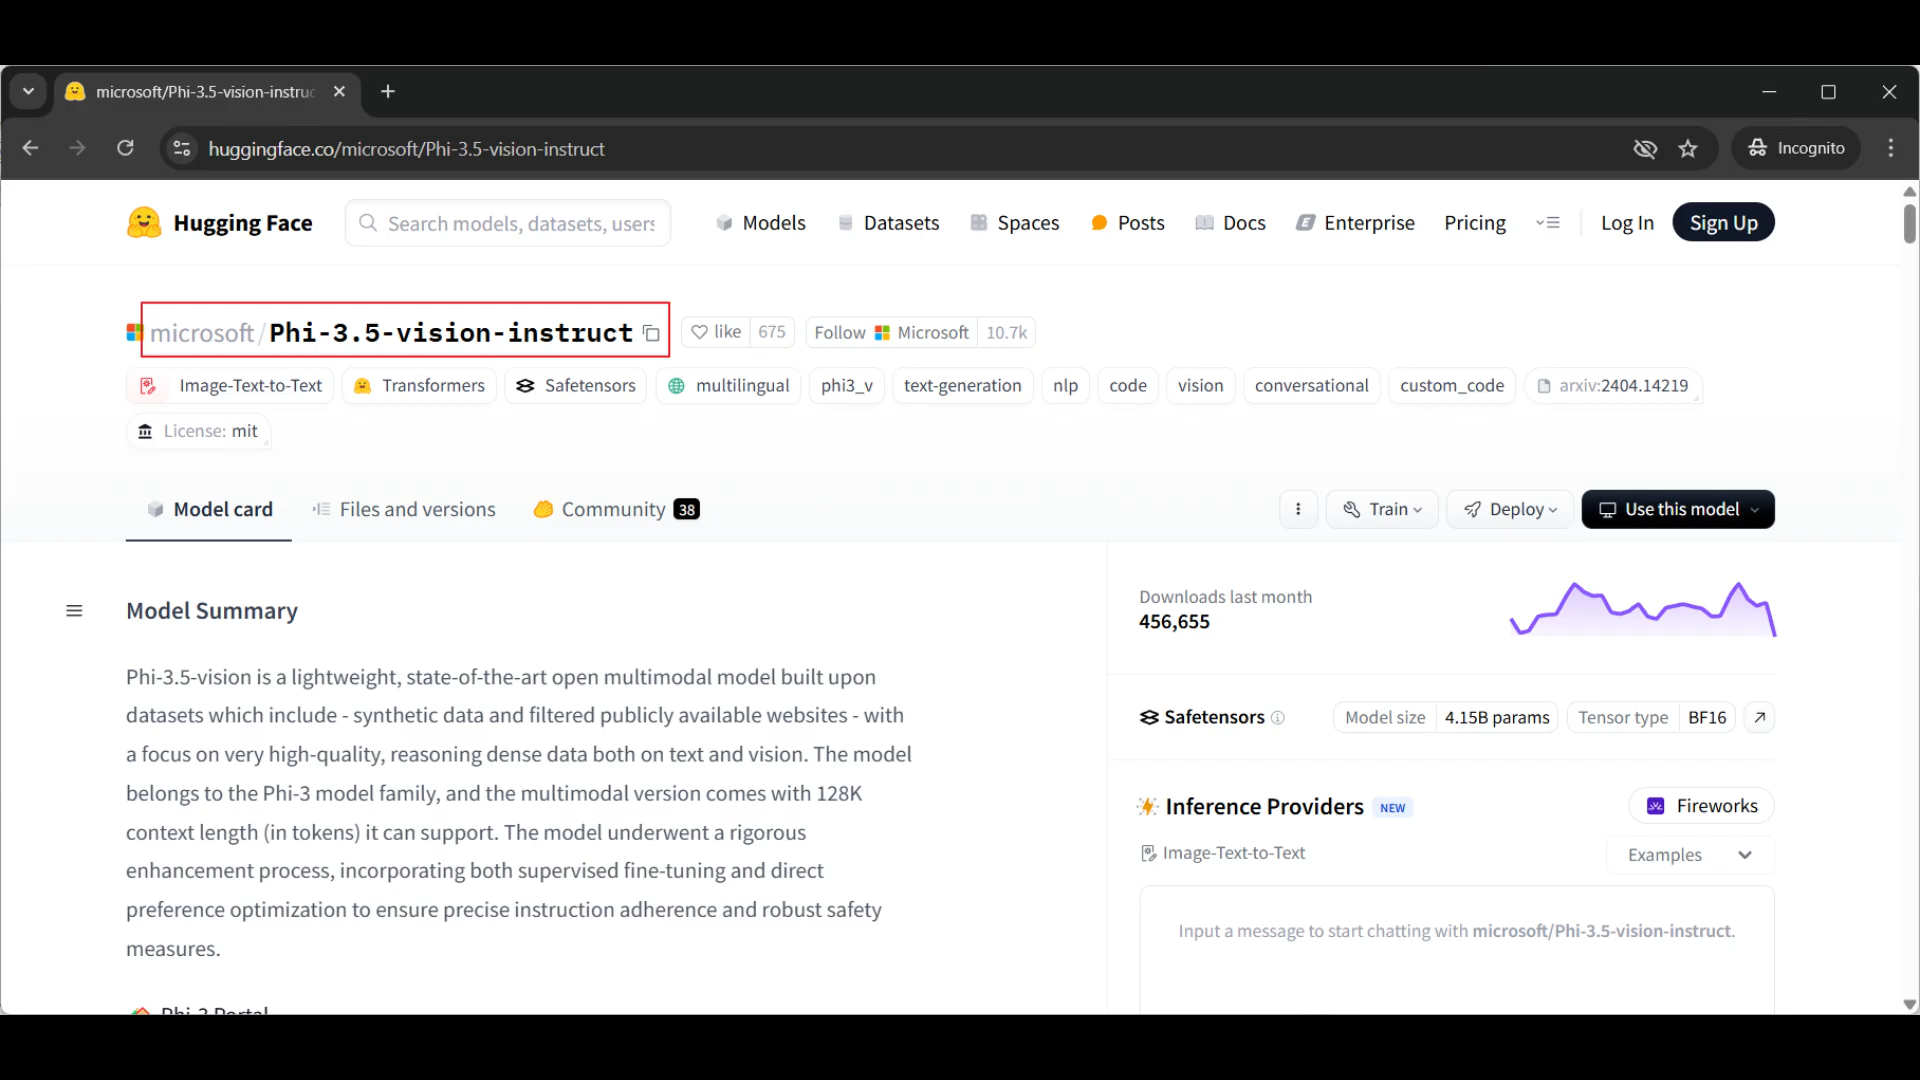 microsoft/Phi-3.5-vision-instruc
huggingface.co/microsoft/Phi-3.5-vision-instruct
Incognito
Hugging Face
Search models, datasets, users
Models
Datasets
Spaces
Posts
Docs
Enterprise
Pricing
Log In
Sign Up
microsoft/Phi-3.5-vision-instruct
like 675
Follow Microsoft 10.7k
Image-Text-to-Text
Transformers
Safetensors
multilingual
phi3_v
text-generation
nlp
code
vision
conversational
custom_code
arxiv:2404.14219
License: mit
Model card
Files and versions
Community 38
Train
Deploy
Use this model
Model Summary
Phi-3.5-vision is a lightweight, state-of-the-art open multimodal model built upon
datasets which include - synthetic data and filtered publicly available websites - with
a focus on very high-quality, reasoning dense data both on text and vision. The model
belongs to the Phi-3 model family, and the multimodal version comes with 128K
context length (in tokens) it can support. The model underwent a rigorous
enhancement process, incorporating both supervised fine-tuning and direct
preference optimization to ensure precise instruction adherence and robust safety
measures.
Phi-3 Portal
Downloads last month
456,655
Safetensors
Model size 4.15B params
Tensor type BF16
Inference Providers NEW
Fireworks
Image-Text-to-Text
Examples
Input a message to start chatting with microsoft/Phi-3.5-vision-instruct.